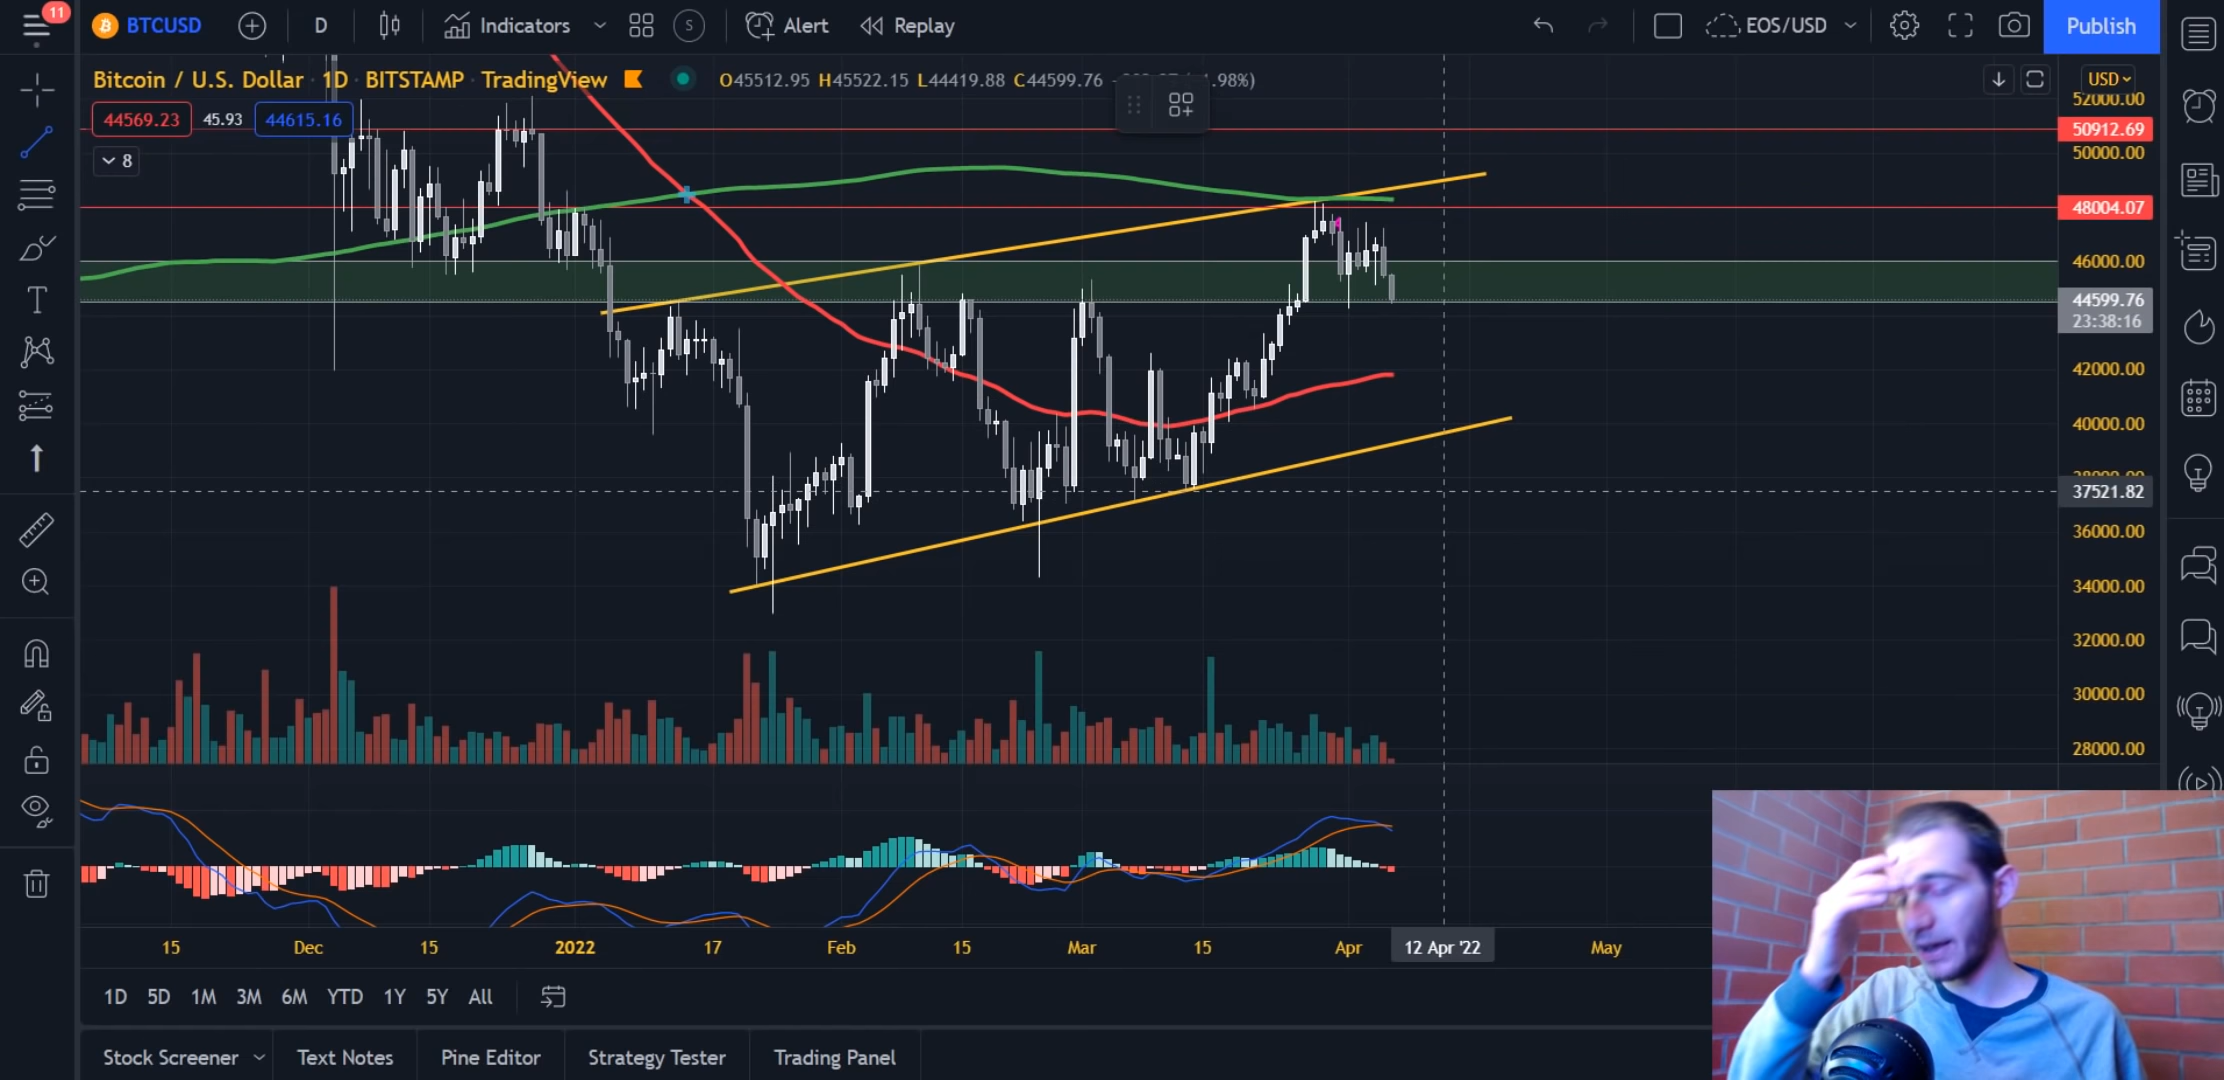 11
BTCUSD
D
Indicators
S
Alert
Replay
EOS/USD
Publish
Bitcoin / U.S. Dollar · 1D · BITSTAMP · TradingView
O45512.95 H45522.15 L44419.88 C44599.76
.98%)
USD
44569.23
45.93
44615.16
8
52000.00
50912.69
50000.00
48004.07
46000.00
44599.76
23:38:16
42000.00
40000.00
38000.00
37521.82
36000.00
34000.00
32000.00
30000.00
28000.00
15
Dec
15
2022
17
Feb
15
Mar
15
Apr
12 Apr '22
May
1D 5D 1M 3M 6M YTD 1Y 5Y All
Stock Screener
Text Notes
Pine Editor
Strategy Tester
Trading Panel